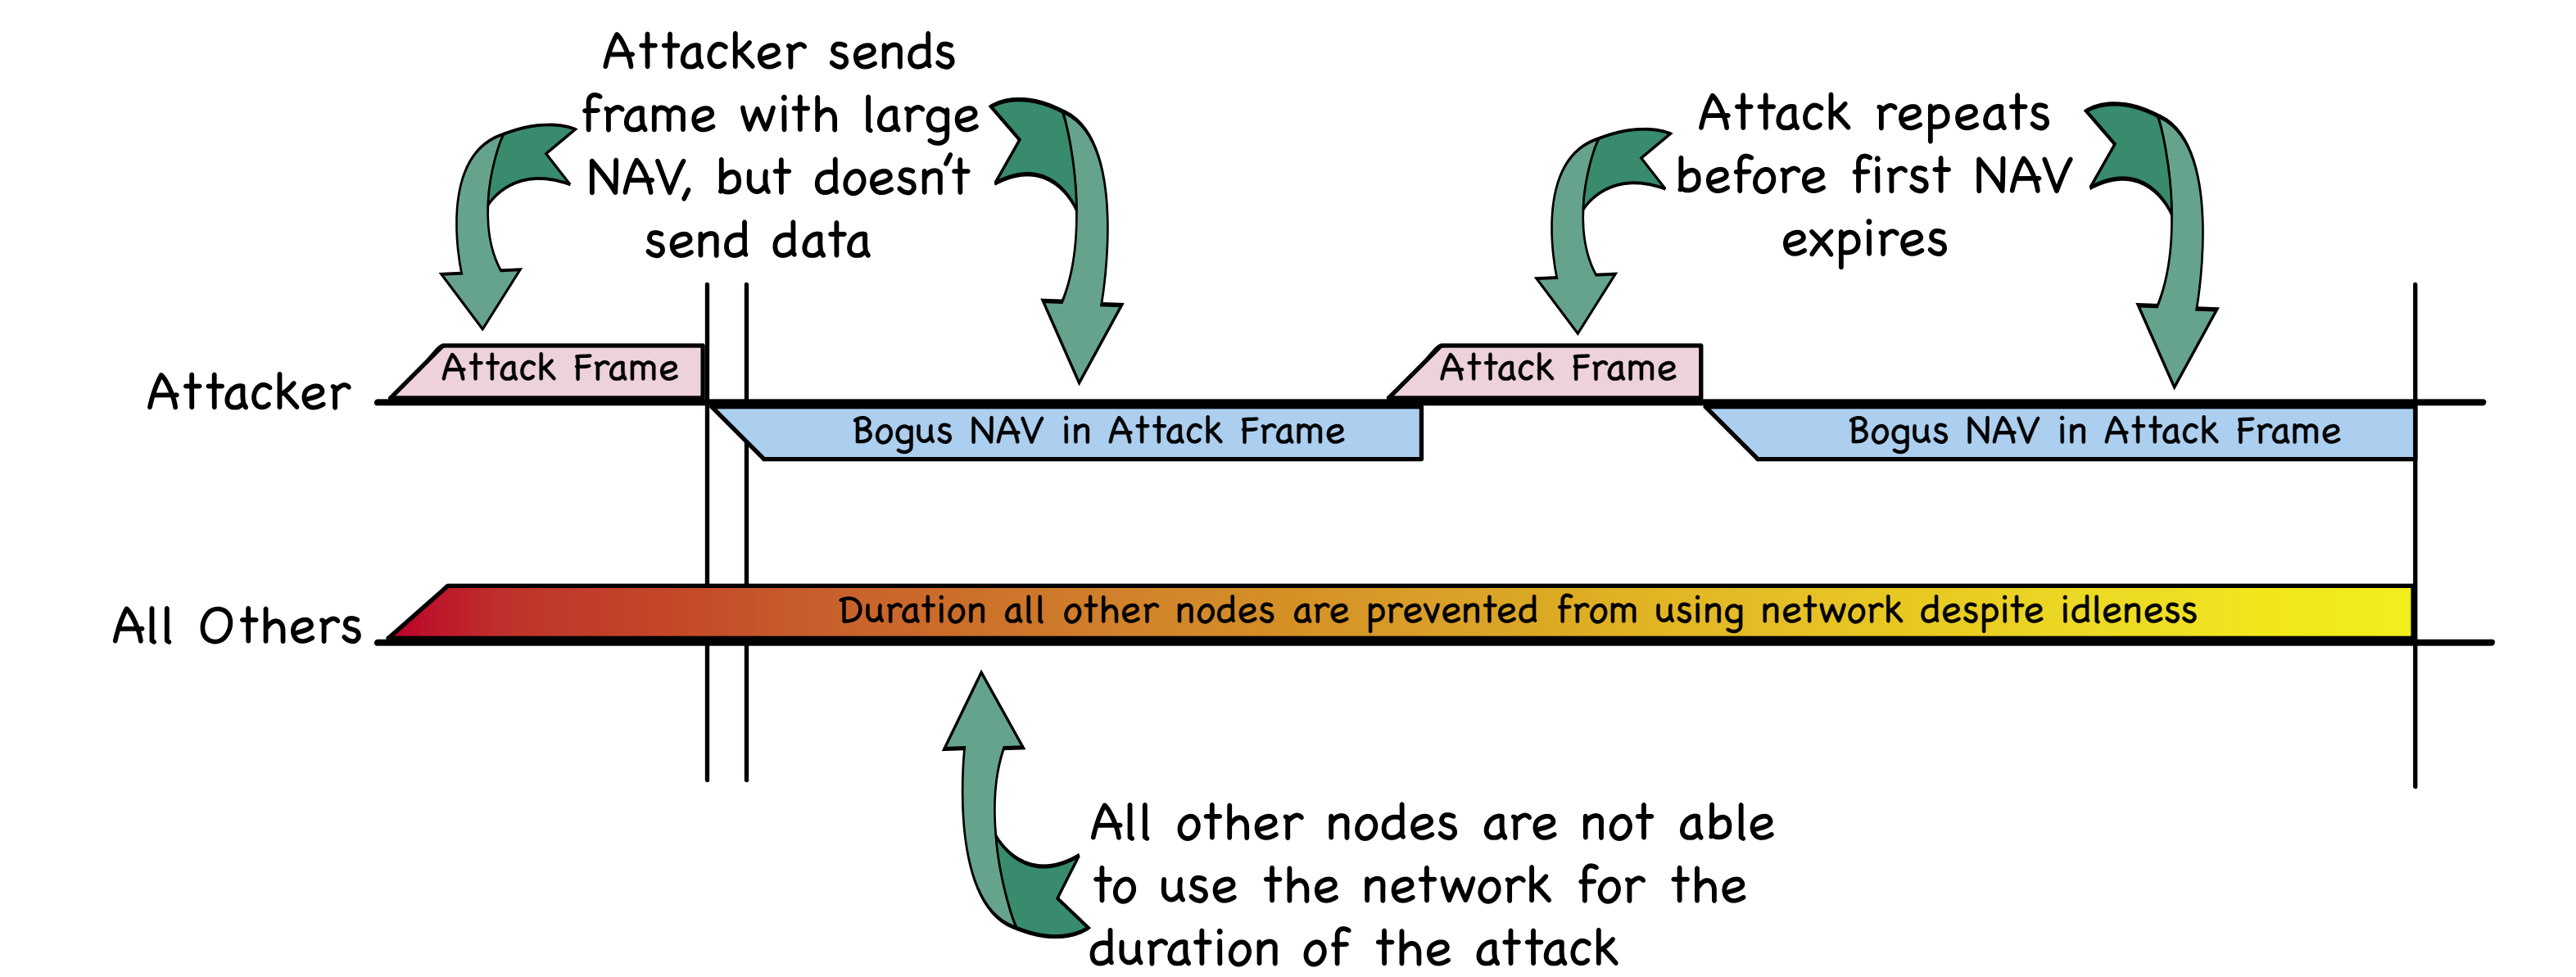 Attacker sends
frame with large
NAV, but doesn't
send data
Attack repeats
before first NAV
expires
Attacker
Attack Frame
Attack Frame
Bogus NAV in Attack Frame
Bogus NAV in Attack Frame
All Others
Duration all other nodes are prevented from using network despite idleness
All other nodes are not able
to use the network for the
duration of the attack